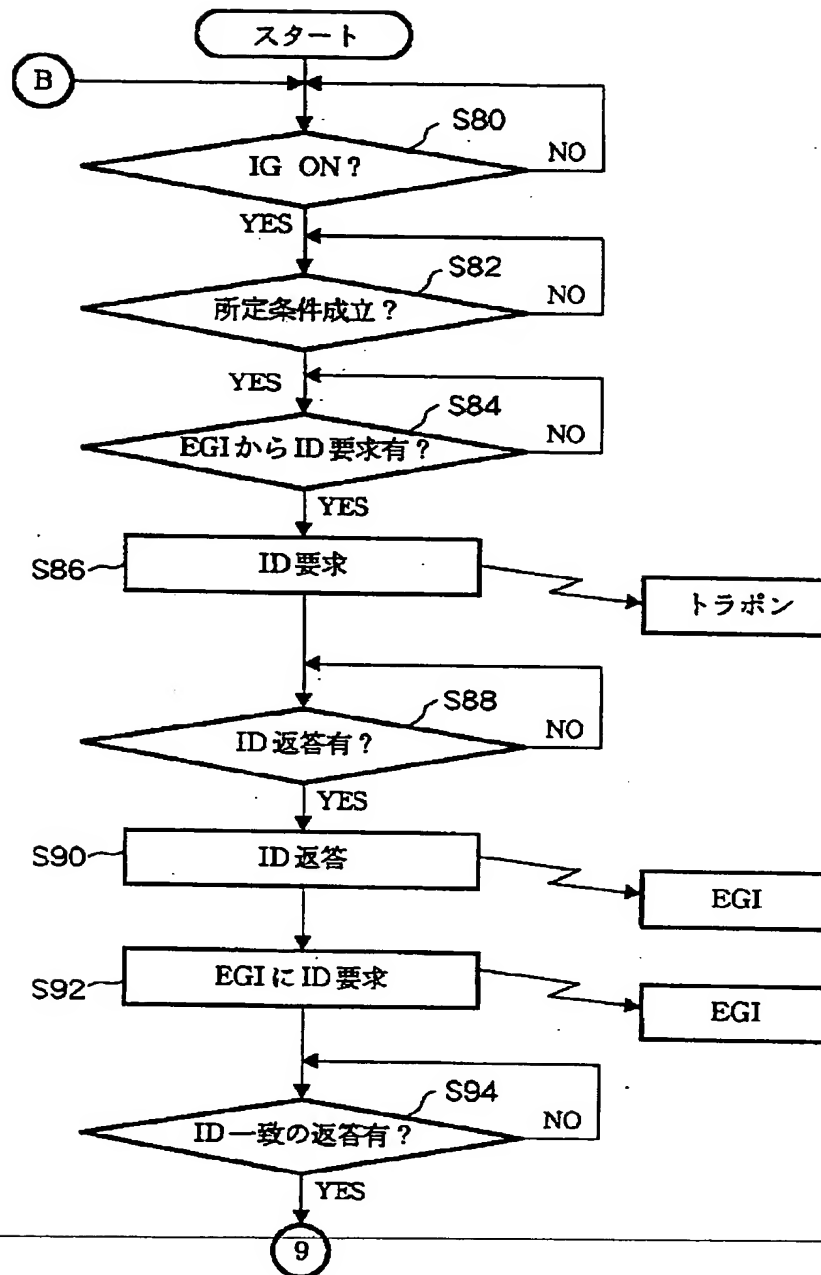 スタート
B
S80
IG ON?
NO
YES
S82
所定条件成立?
NO
YES
S84
EGIからID要求有?
NO
YES
S86
ID要求
トラポン
S88
ID返答有?
NO
YES
S90
ID返答
EGI
S92
EGIにID要求
EGI
S94
ID一致の返答有?
NO
YES
9